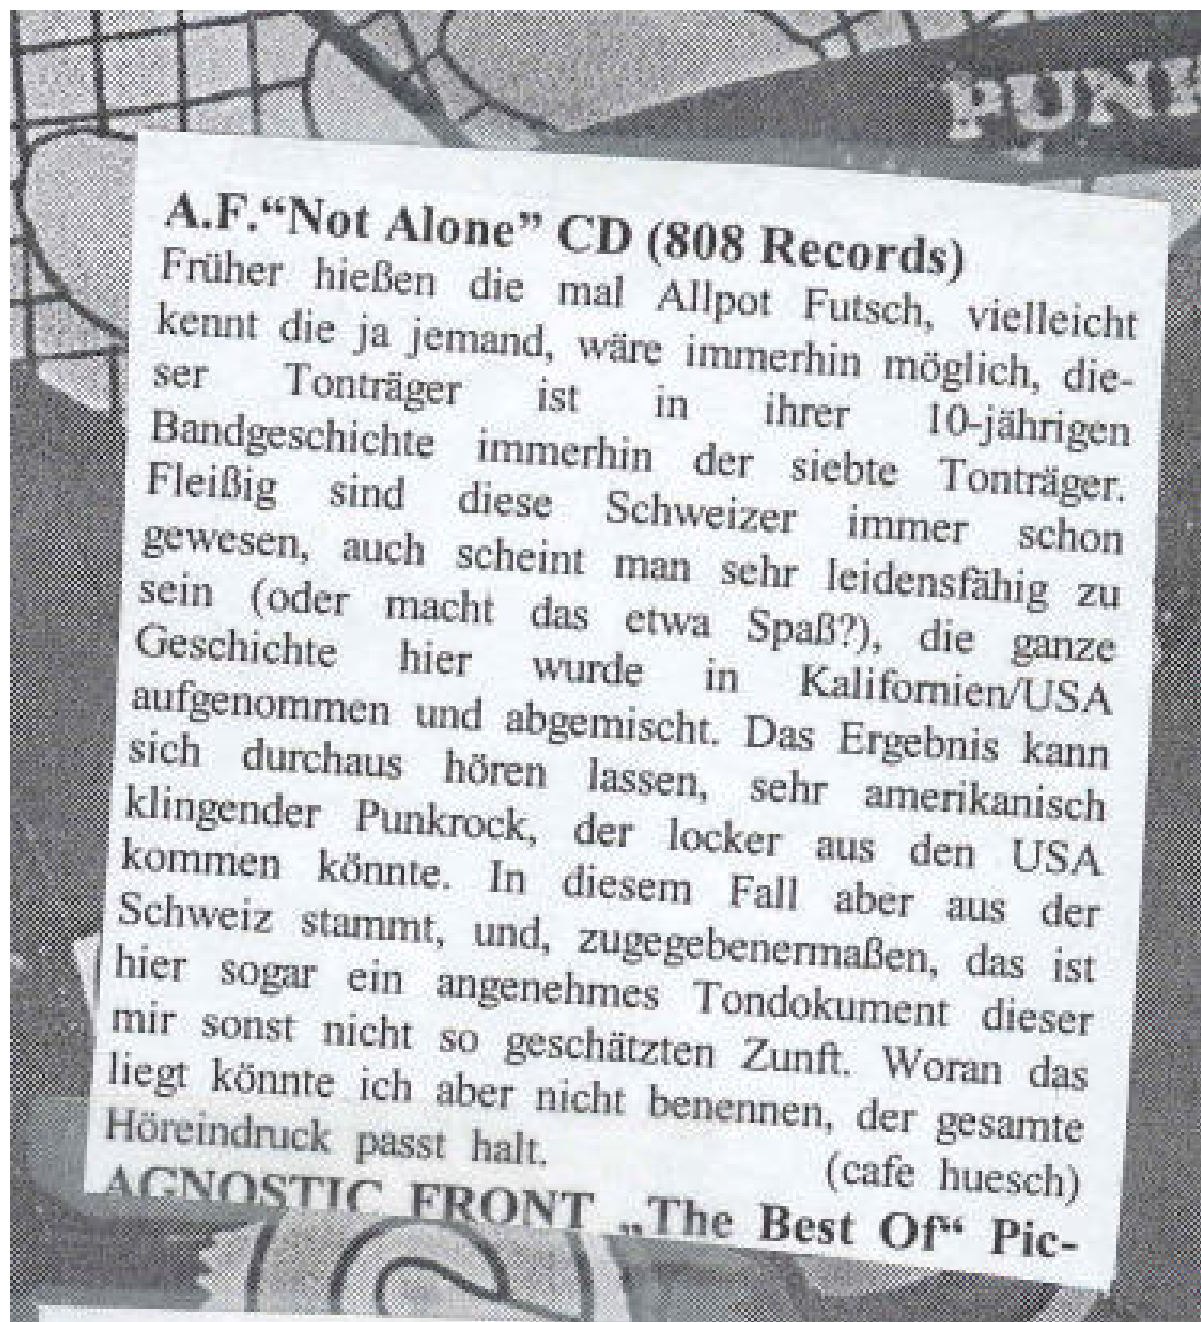 PUNK
A.F.“Not Alone” CD (808 Records)
Früher hießen die mal Allpot Futsch, vielleicht
kennt die ja jemand, wäre immerhin möglich, die-
ser Tonträger ist in ihrer 10-jährigen
Bandgeschichte immerhin der siebte Tonträger.
Fleißig sind diese Schweizer immer schon
gewesen, auch scheint man sehr leidensfähig zu
sein (oder macht das etwa Spaß?), die ganze
Geschichte hier wurde in Kalifornien/USA
aufgenommen und abgemischt. Das Ergebnis kann
sich durchaus hören lassen, sehr amerikanisch
klingender Punkrock, der locker aus den USA
kommen könnte. In diesem Fall aber aus der
Schweiz stammt, und, zugegebenermaßen, das ist
hier sogar ein angenehmes Tondokument dieser
mir sonst nicht so geschätzten Zunft. Woran das
liegt könnte ich aber nicht benennen, der gesamte
Höreindruck passt halt. (cafe huesch)
AGNOSTIC FRONT „The Best Of“ Pic-